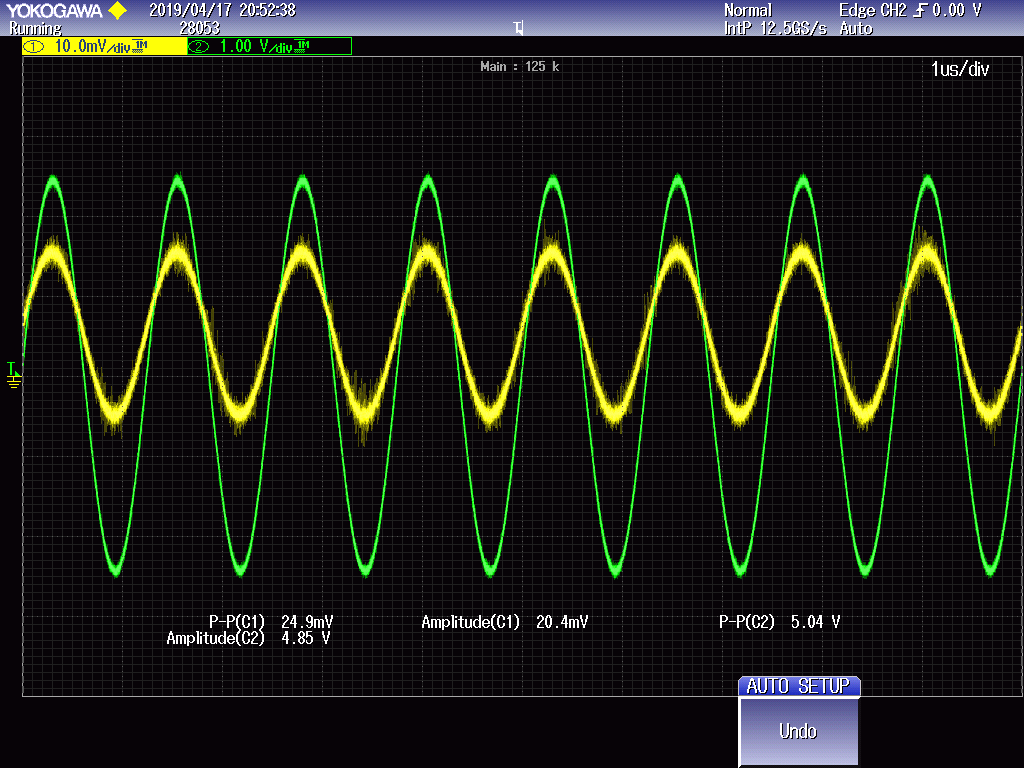 YOKOGAWA 2019/04/17 20:52:38 Normal Edge CH2 0.00 V
Running 28053 T IntP 12.5GS/s Auto
1 10.0mV/div 1M 2 1.00 V/div 1M
Main : 125 k 1us/div
T
P-P(C1) 24.9mV Amplitude(C1) 20.4mV P-P(C2) 5.04 V
Amplitude(C2) 4.85 V
AUTO SETUP
Undo